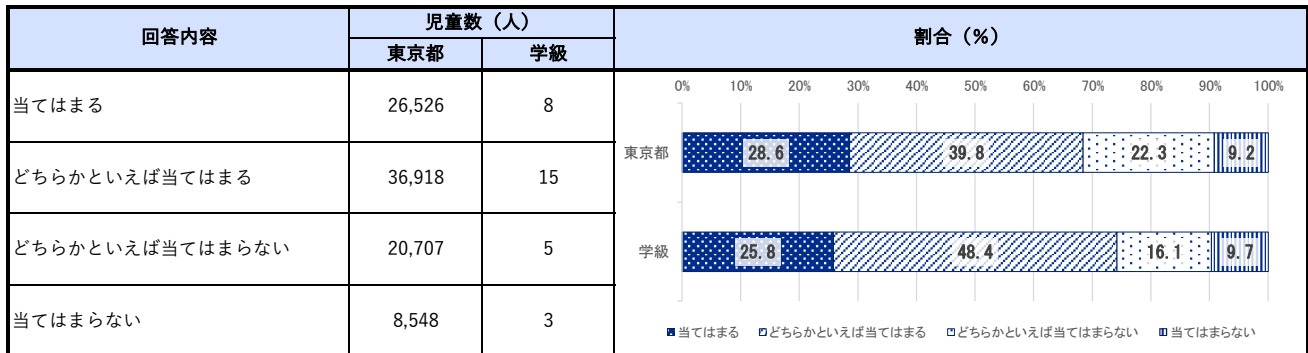 回答内容 児童数（人） 割合（%）
東京都 学級
当てはまる 26,526 8
どちらかといえば当てはまる 36,918 15
どちらかといえば当てはまらない 20,707 5
当てはまらない 8,548 3
0% 10% 20% 30% 40% 50% 60% 70% 80% 90% 100%
東京都 28.6 39.8 22.3 9.2
学級 25.8 48.4 16.1 9.7
当てはまる どちらかといえば当てはまる どちらかといえば当てはまらない 当てはまらない